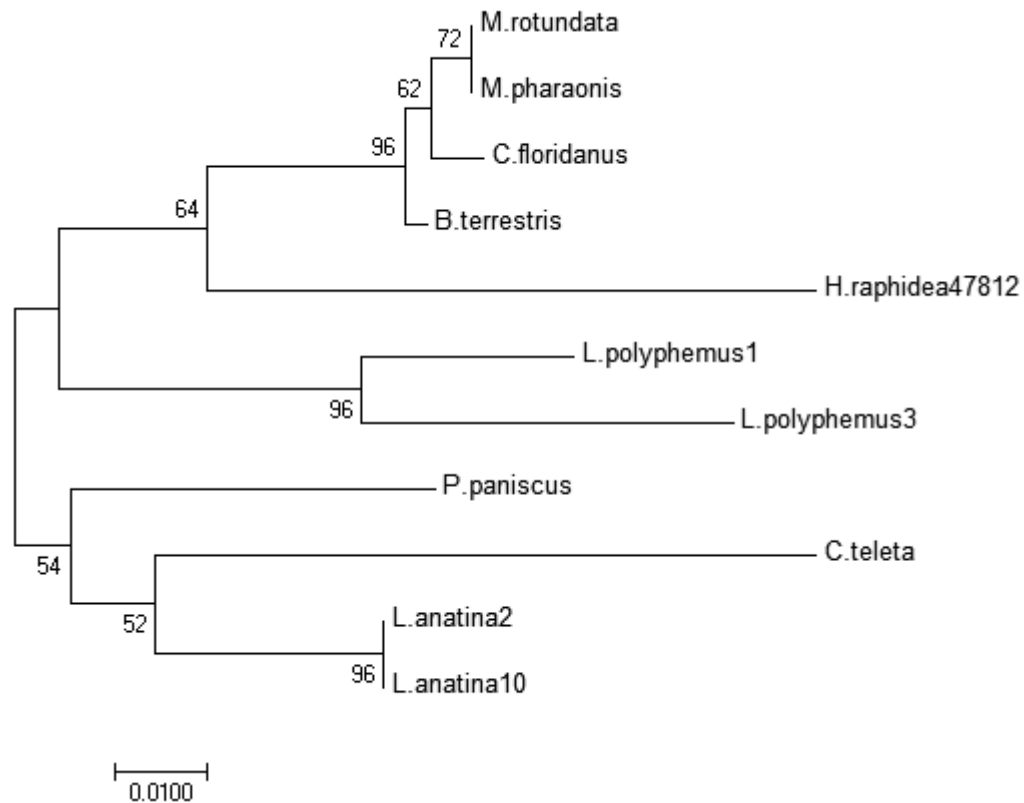 M.rotundata
72
M.pharaonis
62
C.floridanus
96
B.terrestris
64
H.raphidea47812
L.polyphemus1
96
L.polyphemus3
P.paniscus
54
C.teleta
52
L.anatina2
96
L.anatina10
0.0100